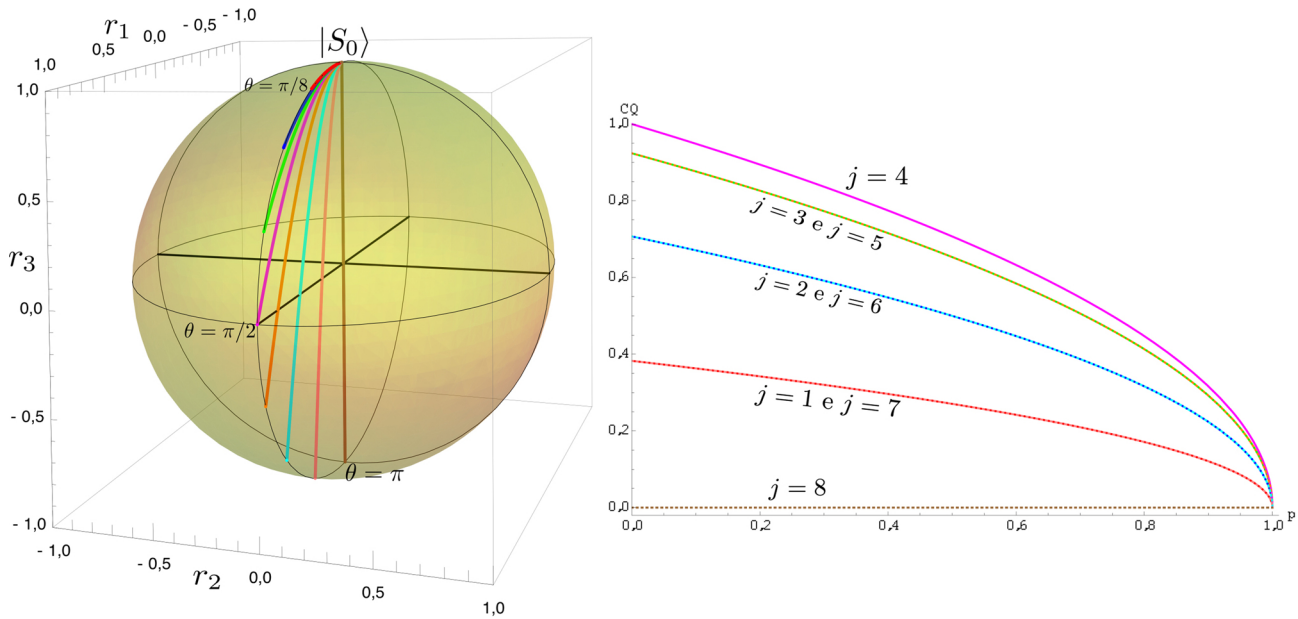 r₁
- 1,0
- 0,5
0,0
0,5
1,0
|S₀⟩
θ = π/8
1,0
0,5
r₃
0,0
- 0,5
- 1,0
θ = π/2
θ = π
- 1,0
- 0,5
r₂
0,0
0,5
1,0
CQ
1,0
0,8
0,6
0,4
0,2
0,0
j = 4
j = 3 e j = 5
j = 2 e j = 6
j = 1 e j = 7
j = 8
0,0
0,2
0,4
0,6
0,8
1,0
p